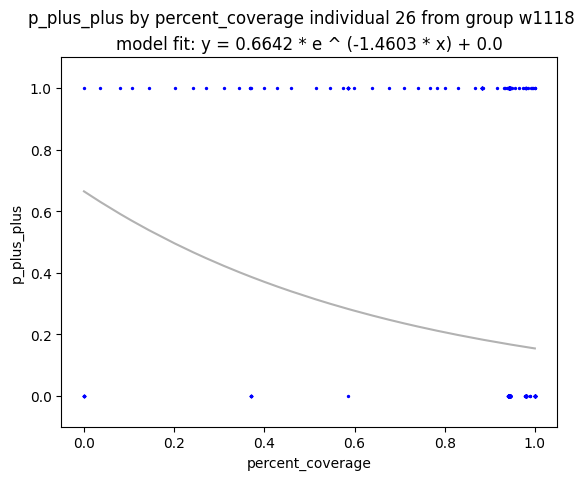 p_plus_plus by percent_coverage individual 26 from group w1118
model fit: y = 0.6642 * e ^ (-1.4603 * x) + 0.0
1.0
0.8
0.6
0.4
0.2
0.0
p_plus_plus
0.0 0.2 0.4 0.6 0.8 1.0
percent_coverage